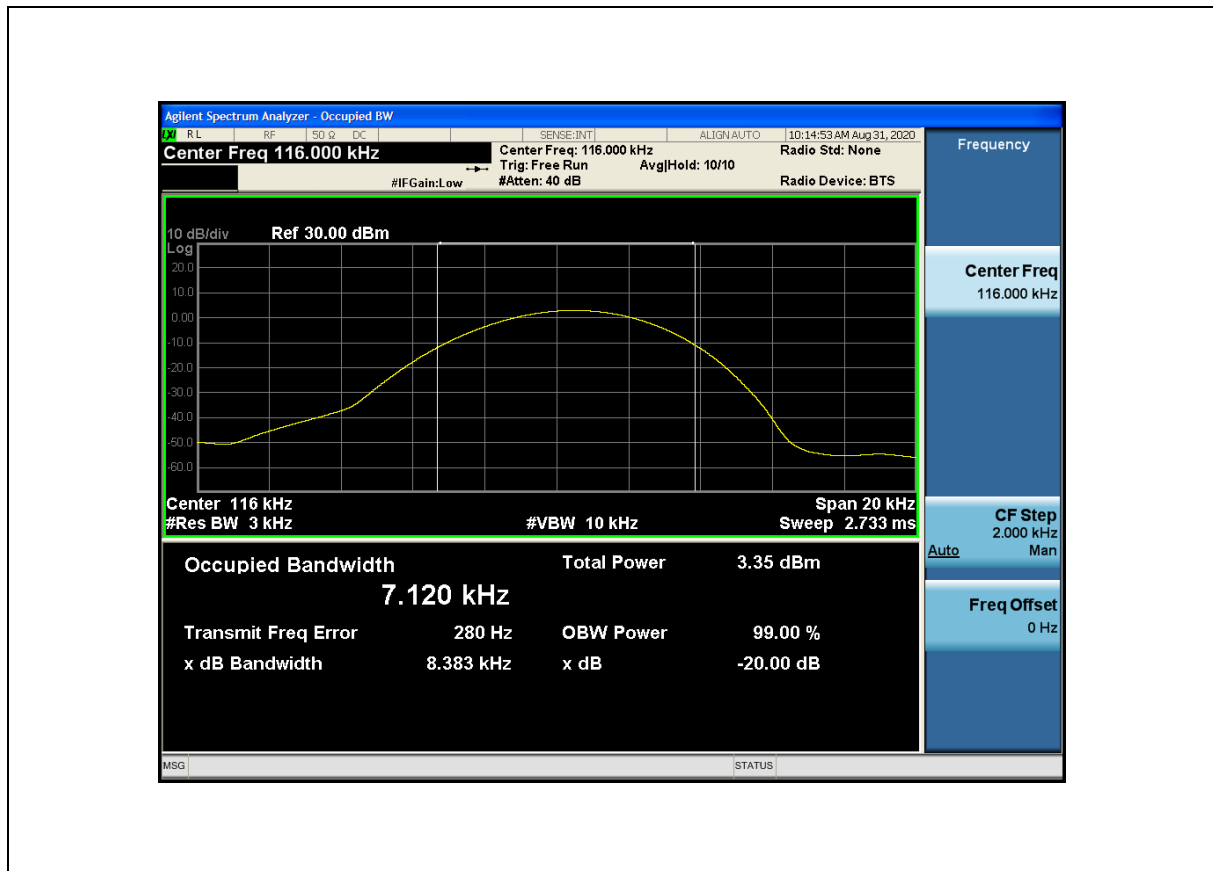 Agilent Spectrum Analyzer - Occupied BW
LXI RL RF 50 Ω DC SENSE:INT ALIGN AUTO 10:14:53 AM Aug 31, 2020
Center Freq 116.000 kHz
Center Freq: 116.000 kHz Radio Std: None
Trig: Free Run Avg|Hold: 10/10
#IFGain:Low #Atten: 40 dB Radio Device: BTS
10 dB/div Ref 30.00 dBm
Log
20.0
10.0
0.00
-10.0
-20.0
-30.0
-40.0
-50.0
-60.0
Center 116 kHz Span 20 kHz
#Res BW 3 kHz #VBW 10 kHz Sweep 2.733 ms
Occupied Bandwidth Total Power 3.35 dBm
7.120 kHz
Transmit Freq Error 280 Hz OBW Power 99.00 %
x dB Bandwidth 8.383 kHz x dB -20.00 dB
MSG STATUS
Frequency
Center Freq
116.000 kHz
CF Step
2.000 kHz
Auto Man
Freq Offset
0 Hz